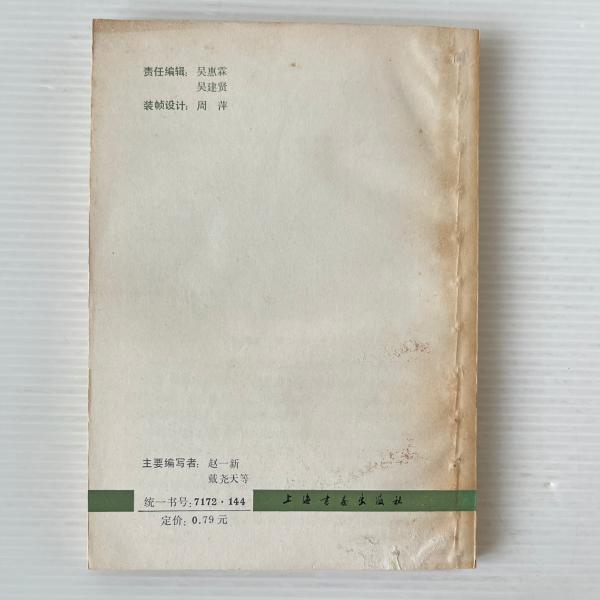 责任编辑：吴惠霖
吴建贤
装帧设计：周 萍
主要编写者：赵一新
戴尧天等
统一书号：7172·144
上海书画出版社
定价：0.79元